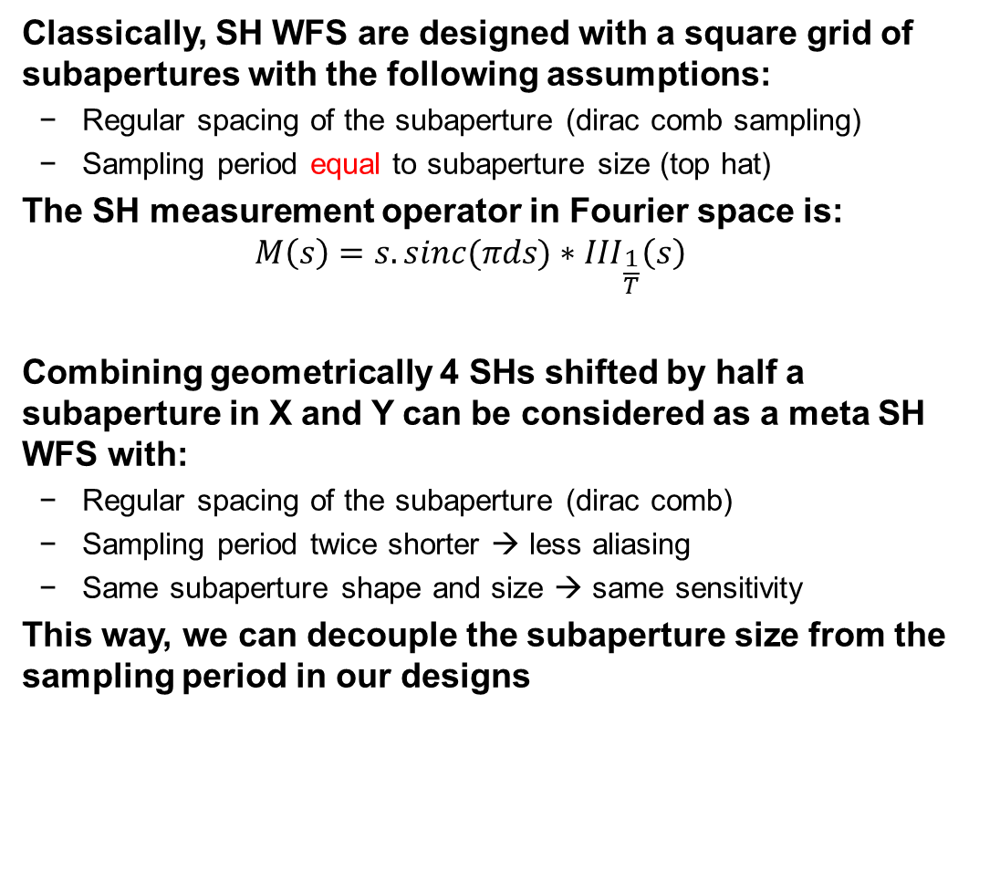 Classically, SH WFS are designed with a square grid of
subapertures with the following assumptions:
− Regular spacing of the subaperture (dirac comb sampling)
− Sampling period equal to subaperture size (top hat)
The SH measurement operator in Fourier space is:
M(s) = s. sinc(πds) ∗ III_{\frac{1}{T}}(s)
Combining geometrically 4 SHs shifted by half a
subaperture in X and Y can be considered as a meta SH
WFS with:
− Regular spacing of the subaperture (dirac comb)
− Sampling period twice shorter → less aliasing
− Same subaperture shape and size → same sensitivity
This way, we can decouple the subaperture size from the
sampling period in our designs